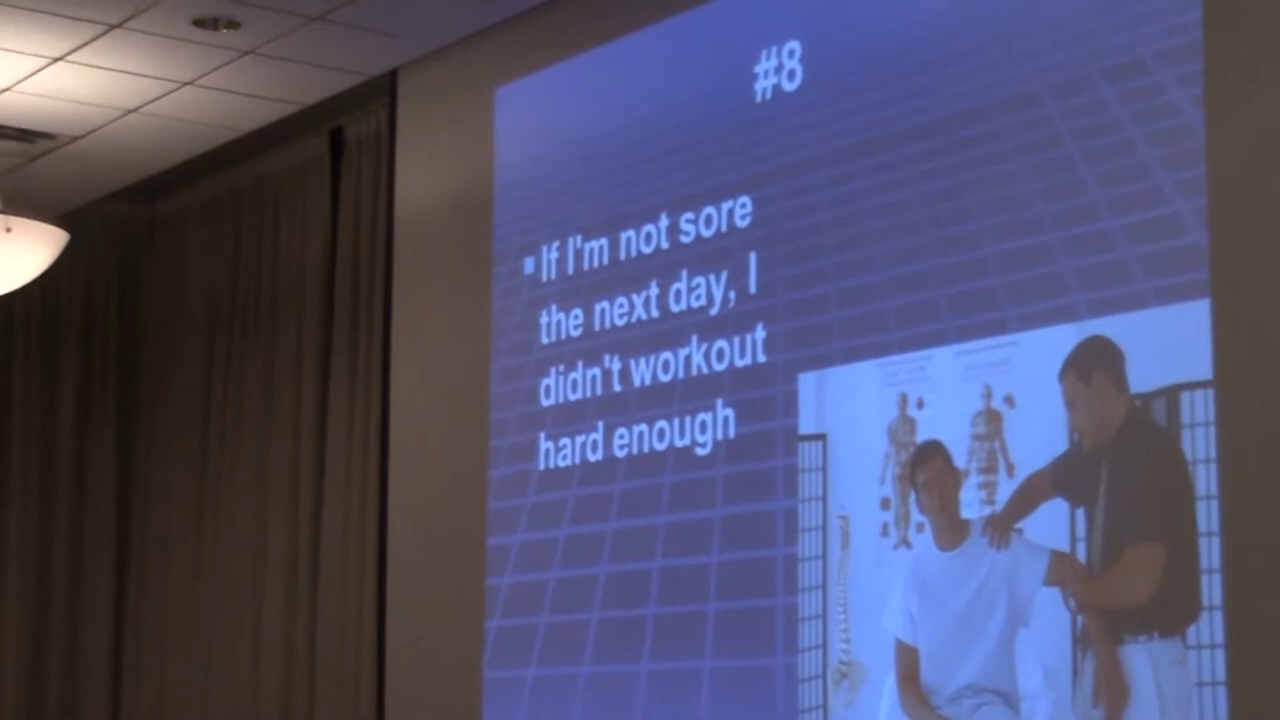 #8
▪If I'm not sore
the next day, I
didn't workout
hard enough